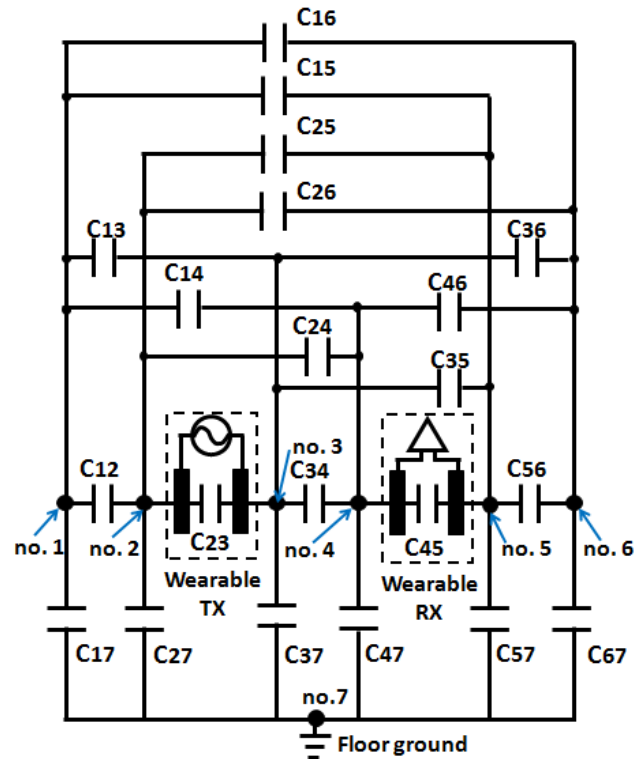 C16
C15
C25
C26
C13
C36
C14
C46
C24
C35
no. 3
C12
C34
C56
no. 1
no. 2
C23
no. 4
C45
no. 5
no. 6
Wearable
TX
Wearable
RX
C17
C27
C37
C47
C57
C67
no.7
Floor ground